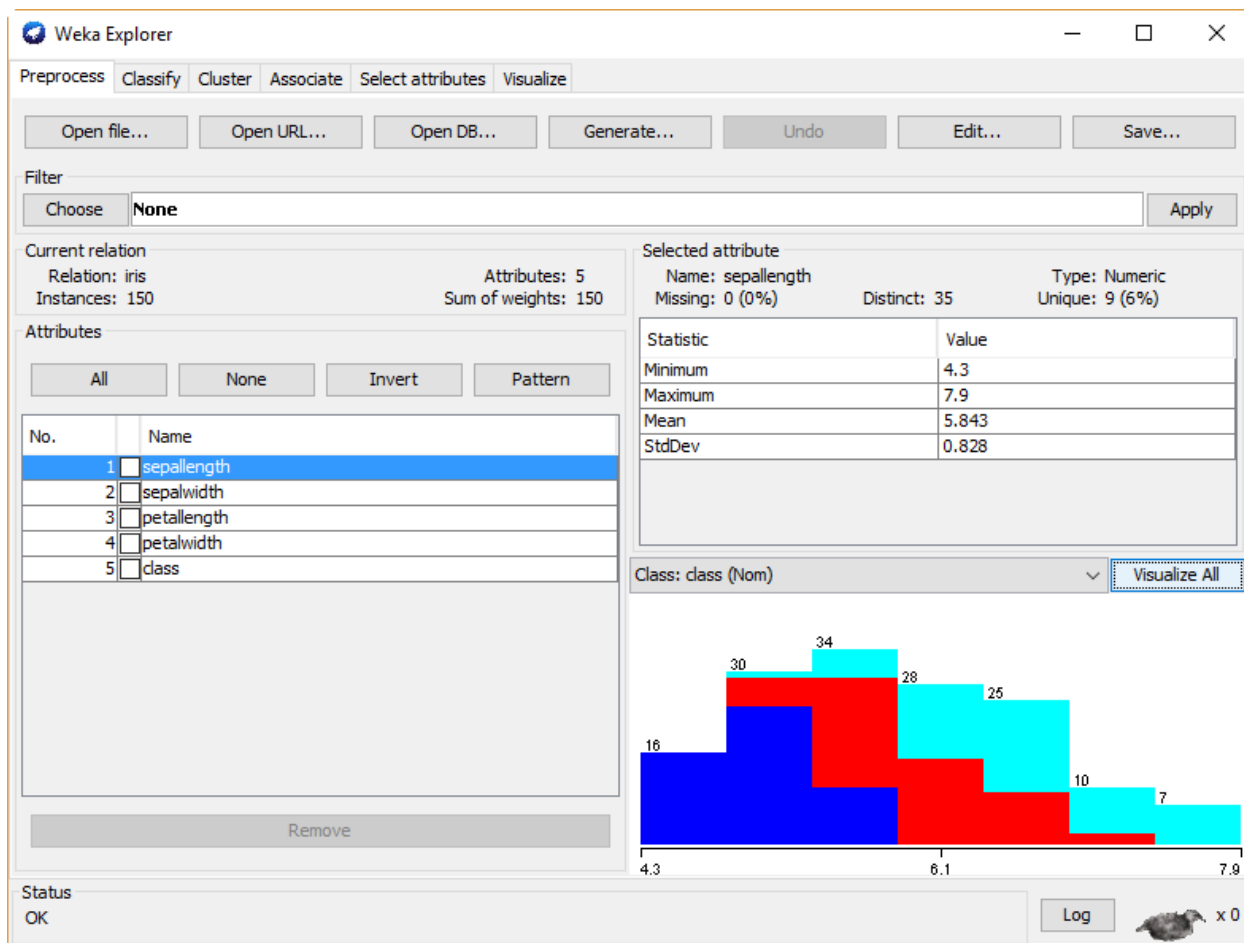 Weka Explorer
Preprocess Classify Cluster Associate Select attributes Visualize
Open file... Open URL... Open DB... Generate... Undo Edit... Save...
Filter
Choose None Apply
Current relation
Relation: iris Attributes: 5
Instances: 150 Sum of weights: 150
Attributes
All None Invert Pattern
No. Name
1 sepallength
2 sepalwidth
3 petallength
4 petalwidth
5 class
Remove
Selected attribute
Name: sepallength Type: Numeric
Missing: 0 (0%) Distinct: 35 Unique: 9 (6%)
Statistic Value
Minimum 4.3
Maximum 7.9
Mean 5.843
StdDev 0.828
Class: class (Nom) Visualize All
16 30 34 28 25 10 7
4.3 6.1 7.9
Status
OK Log x 0